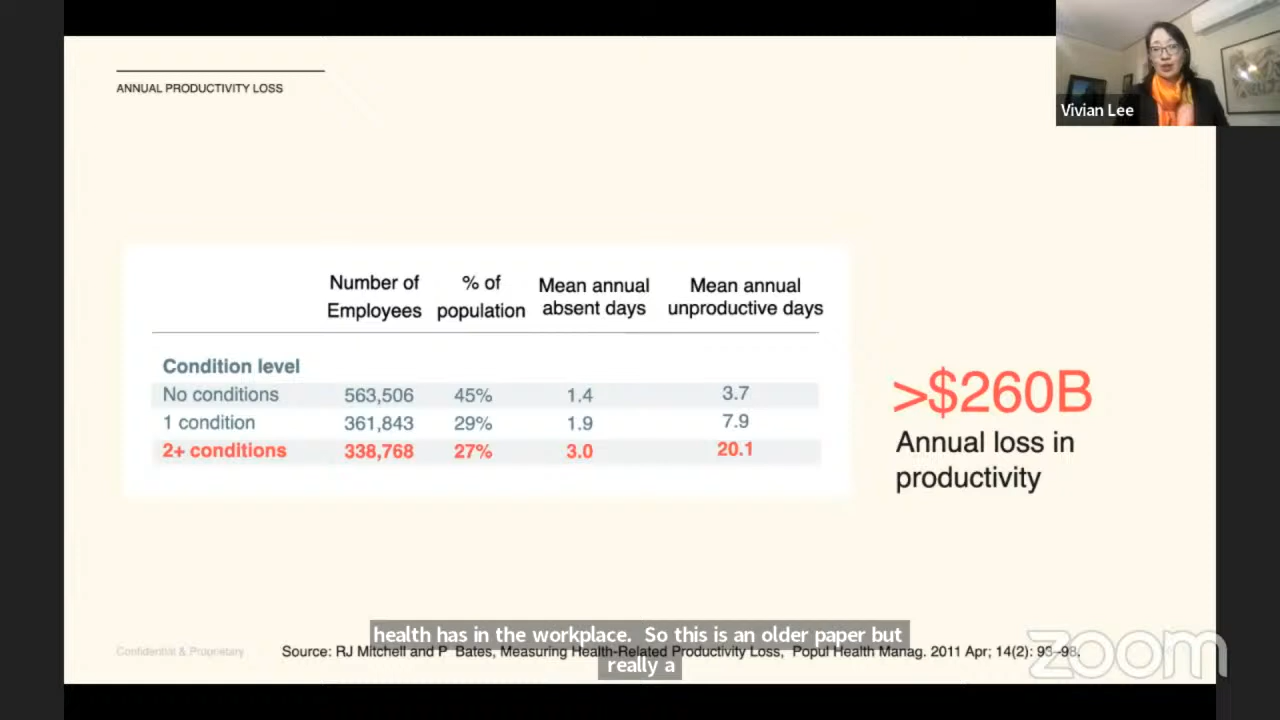 ANNUAL PRODUCTIVITY LOSS
Vivian Lee
Number of Employees % of population Mean annual absent days Mean annual unproductive days
Condition level
No conditions 563,506 45% 1.4 3.7
1 condition 361,843 29% 1.9 7.9
2+ conditions 338,768 27% 3.0 20.1
>$260B
Annual loss in
productivity
health has in the workplace. So this is an older paper but
Confidential & Proprietary
Source: RJ Mitchell and P Bates, Measuring Health-Related Productivity Loss, Popul Health Manag. 2011 Apr; 14(2): 93-98.
really a
zoom